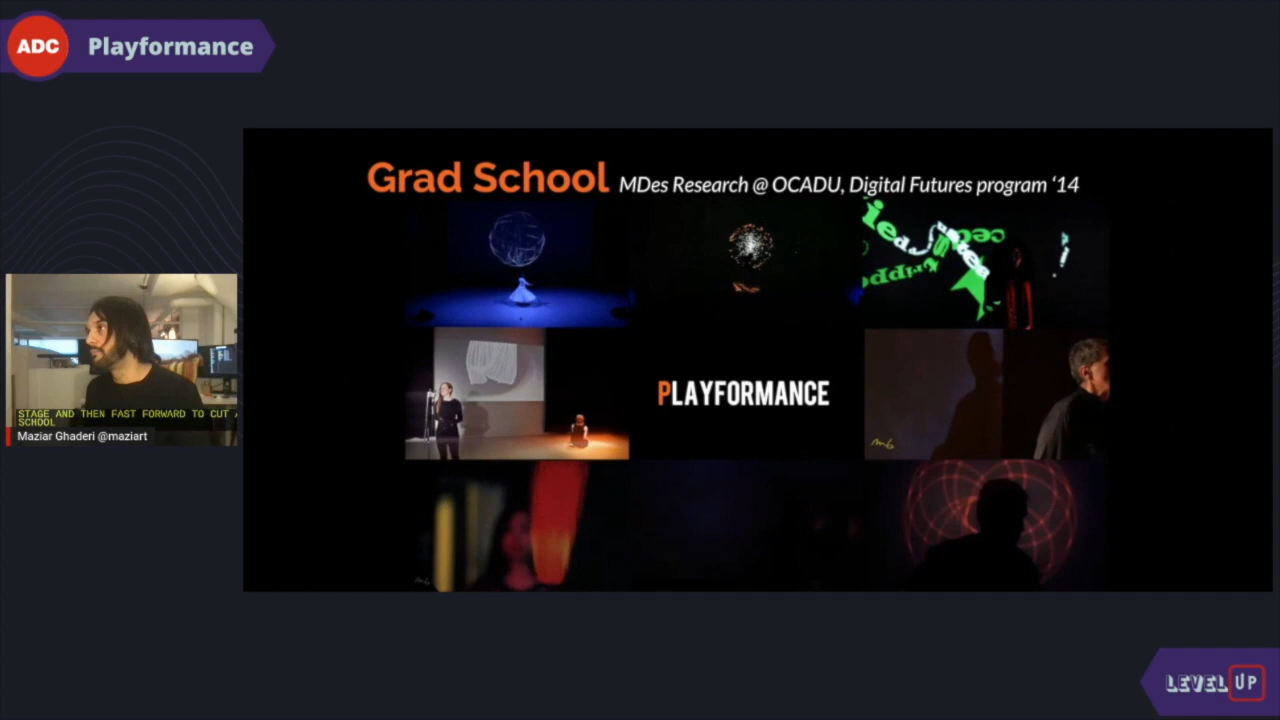 ADC
Playformance
Grad School MDes Research @ OCADU, Digital Futures program ‘14
PLAYFORMANCE
STAGE AND THEN FAST FORWARD TO CUT
SCHOOL
Maziar Ghaderi @maziart
LEVEL UP